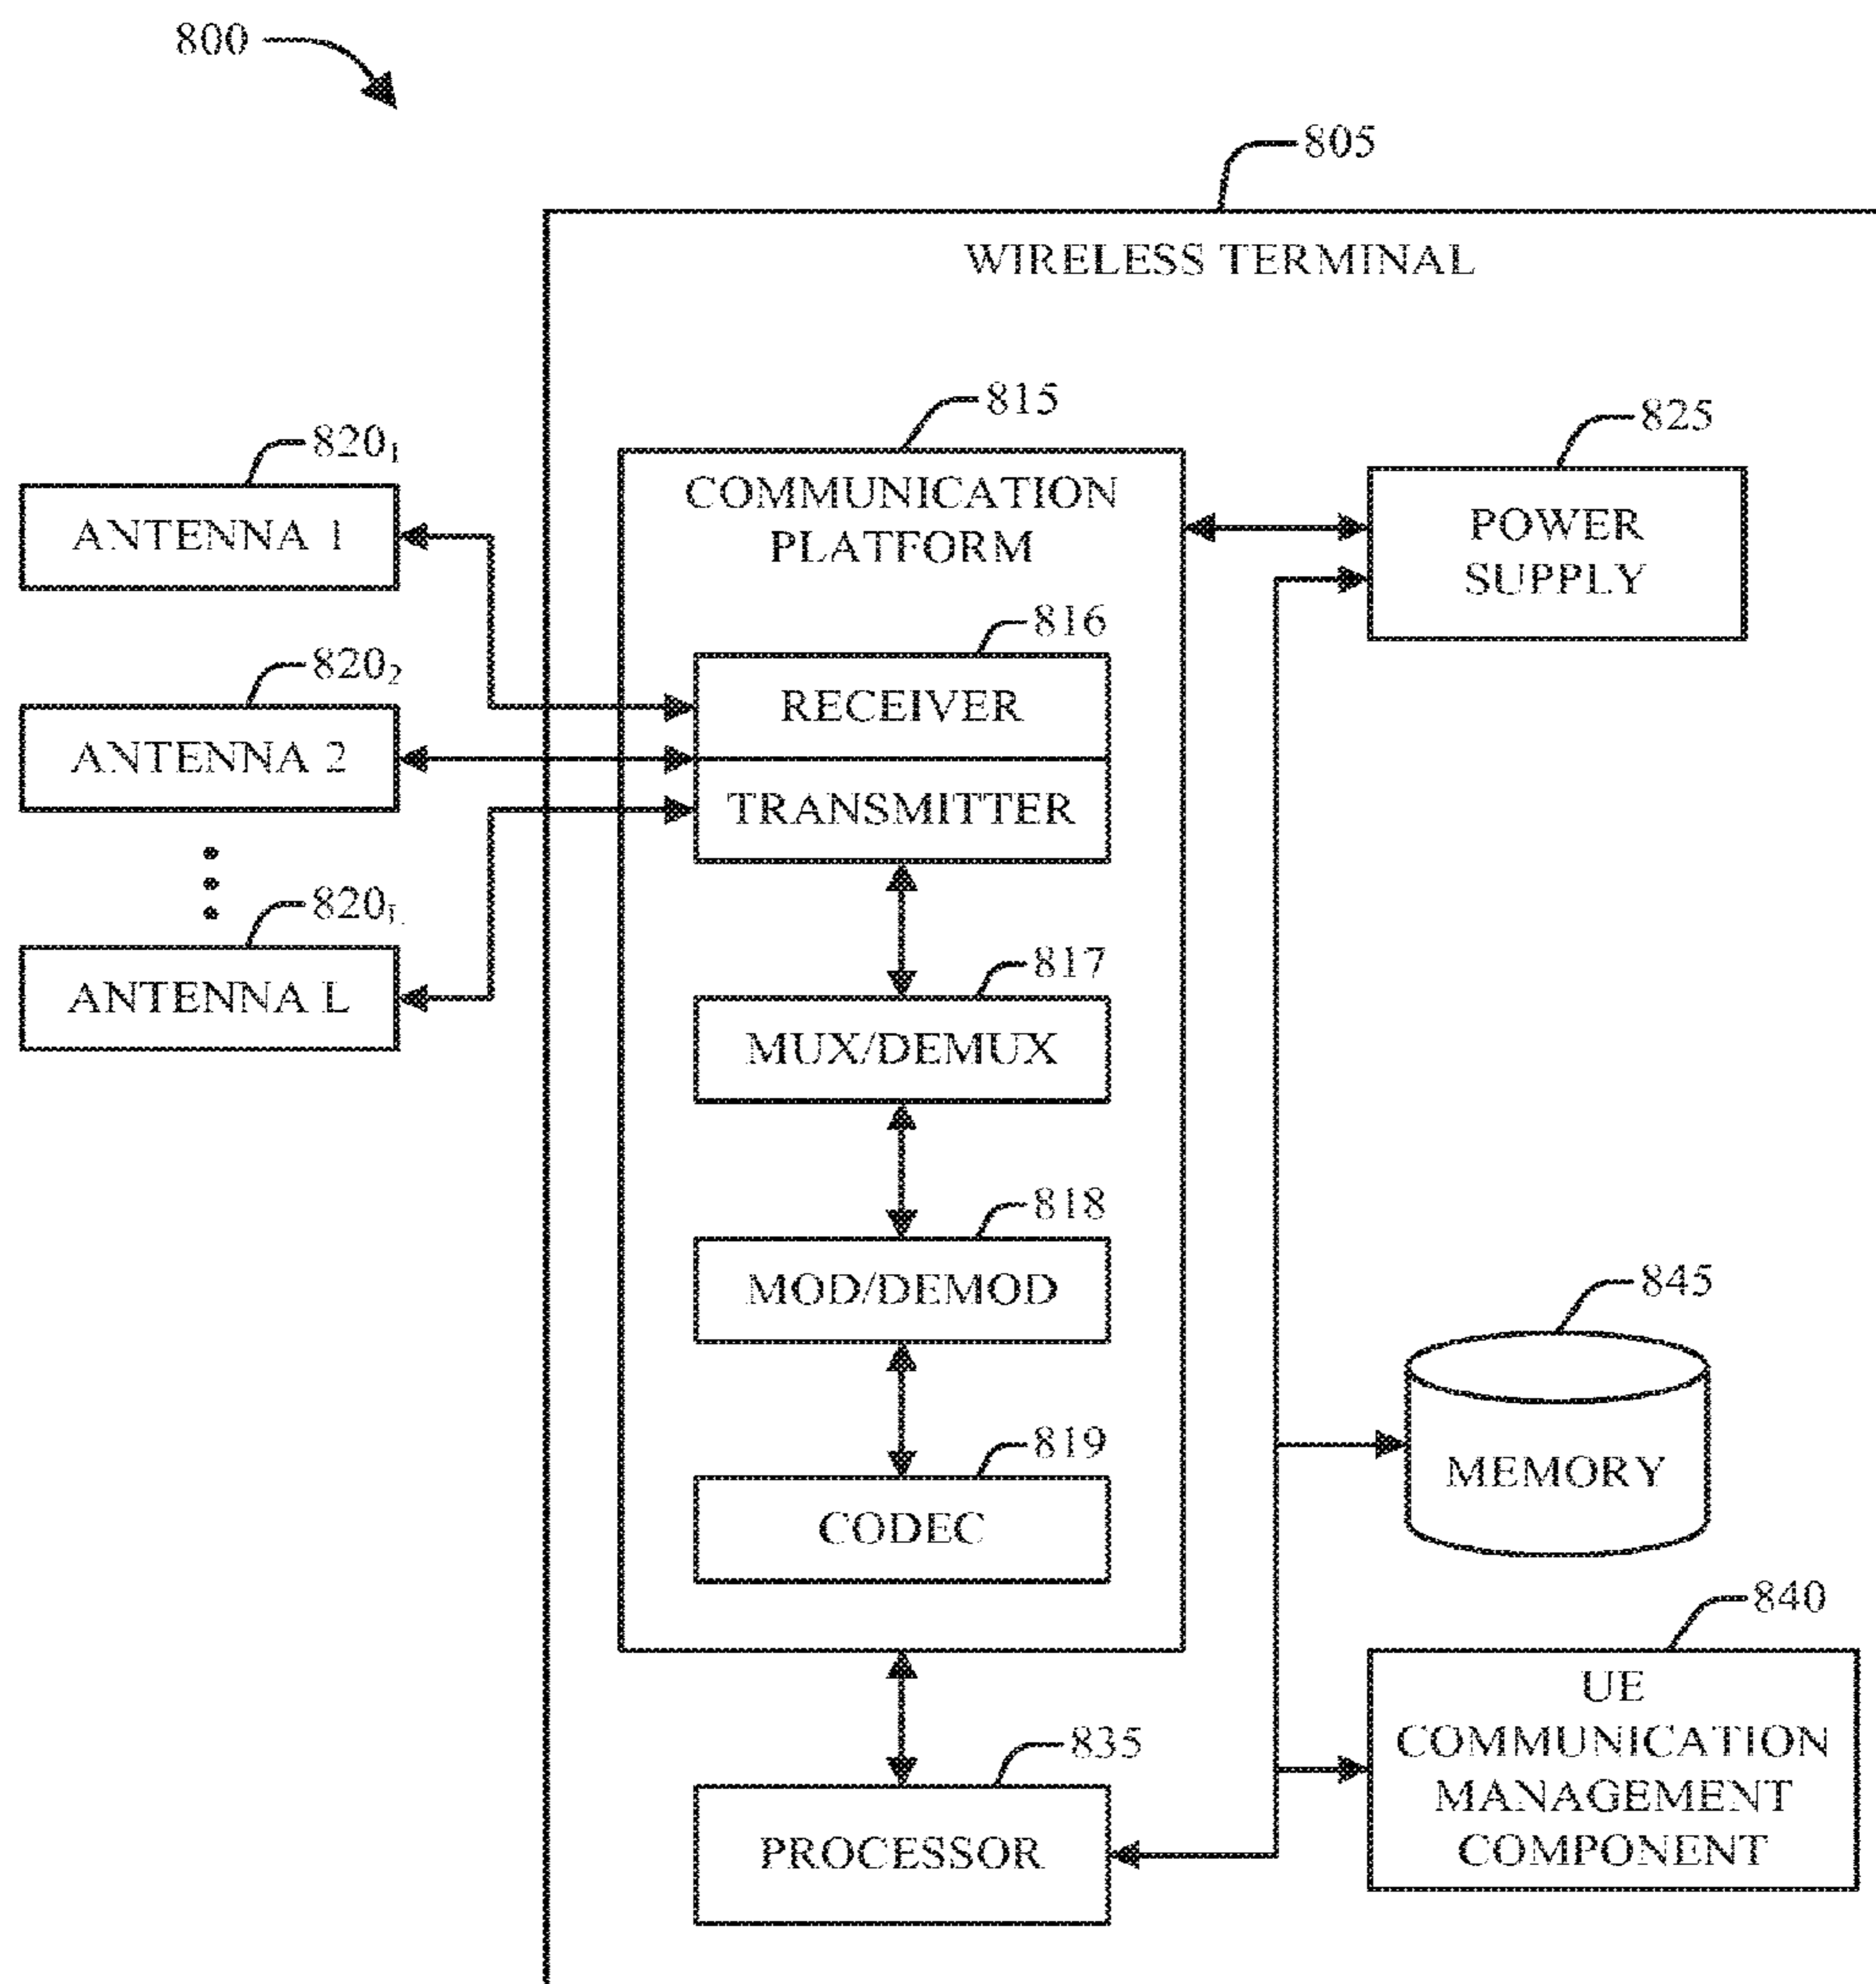 800
805
WIRELESS TERMINAL
815
COMMUNICATION
PLATFORM
825
POWER
SUPPLY
820₁
ANTENNA 1
820₂
ANTENNA 2
820L
ANTENNA L
816
RECEIVER
TRANSMITTER
817
MUX/DEMUX
818
MOD/DEMOD
819
CODEC
845
MEMORY
840
UE
COMMUNICATION
MANAGEMENT
COMPONENT
835
PROCESSOR